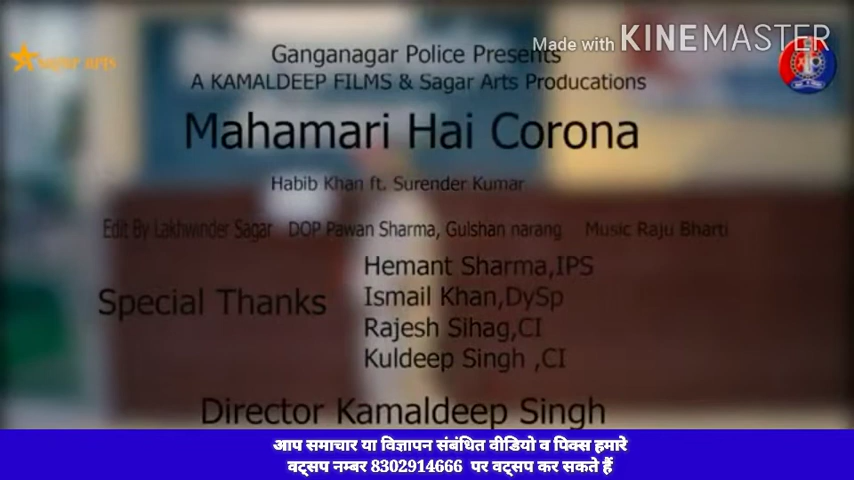 Made with KINEMASTER
Sagar arts
Ganganagar Police Presents
A KAMALDEEP FILMS & Sagar Arts Producations
Mahamari Hai Corona
Habib Khan ft. Surender Kumar
Edit By Lakhwinder Sagar DOP Pawan Sharma, Gulshan narang Music Raju Bharti
Special Thanks
Hemant Sharma,IPS
Ismail Khan,DySp
Rajesh Sihag,CI
Kuldeep Singh ,CI
Director Kamaldeep Singh
आप समाचार या विज्ञापन संबंधित वीडियो व पिक्स हमारे
वट्सप नम्बर 8302914666 पर वट्सप कर सकते हैं